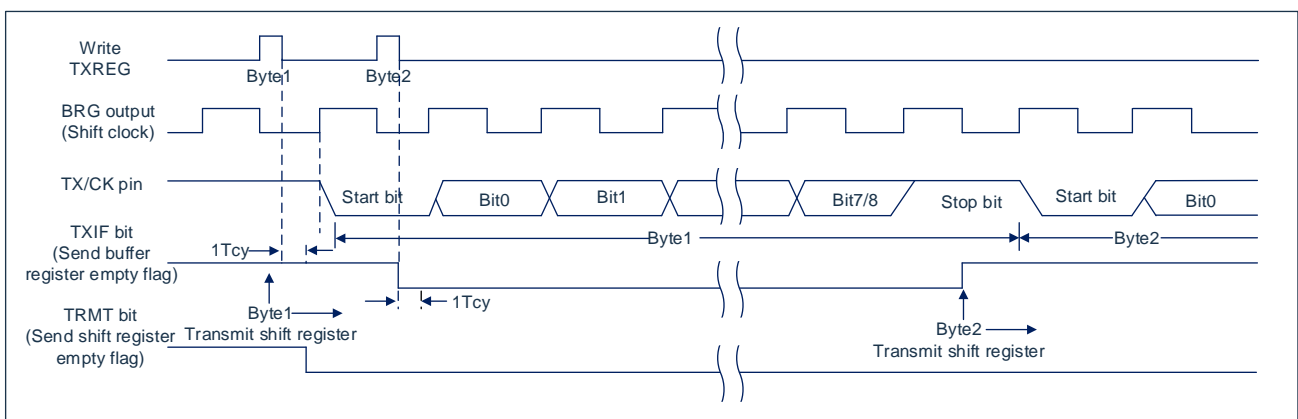 Write
TXREG
Byte1
Byte2
BRG output
(Shift clock)
TX/CK pin
Start bit
Bit0
Bit1
Bit7/8
Stop bit
Start bit
Bit0
TXIF bit
(Send buffer
register empty flag)
1Tcy
Byte1
Byte2
1Tcy
TRMT bit
(Send shift register
empty flag)
Byte1
Transmit shift register
Byte2
Transmit shift register